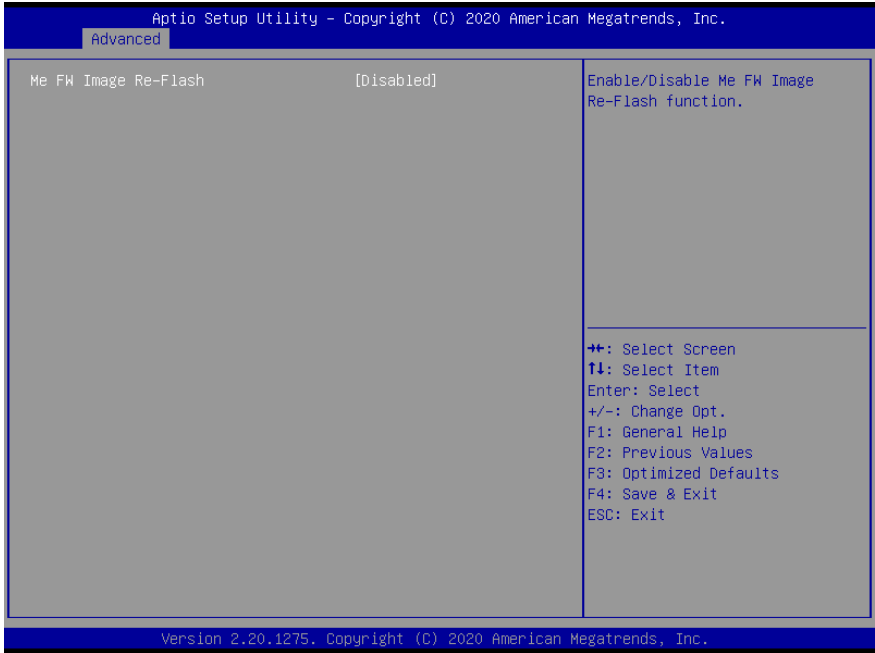 Aptio Setup Utility – Copyright (C) 2020 American Megatrends, Inc.
Advanced
Me FW Image Re-Flash [Disabled]
Enable/Disable Me FW Image
Re-Flash function.
→←: Select Screen
↑↓: Select Item
Enter: Select
+/-: Change Opt.
F1: General Help
F2: Previous Values
F3: Optimized Defaults
F4: Save & Exit
ESC: Exit
Version 2.20.1275. Copyright (C) 2020 American Megatrends, Inc.